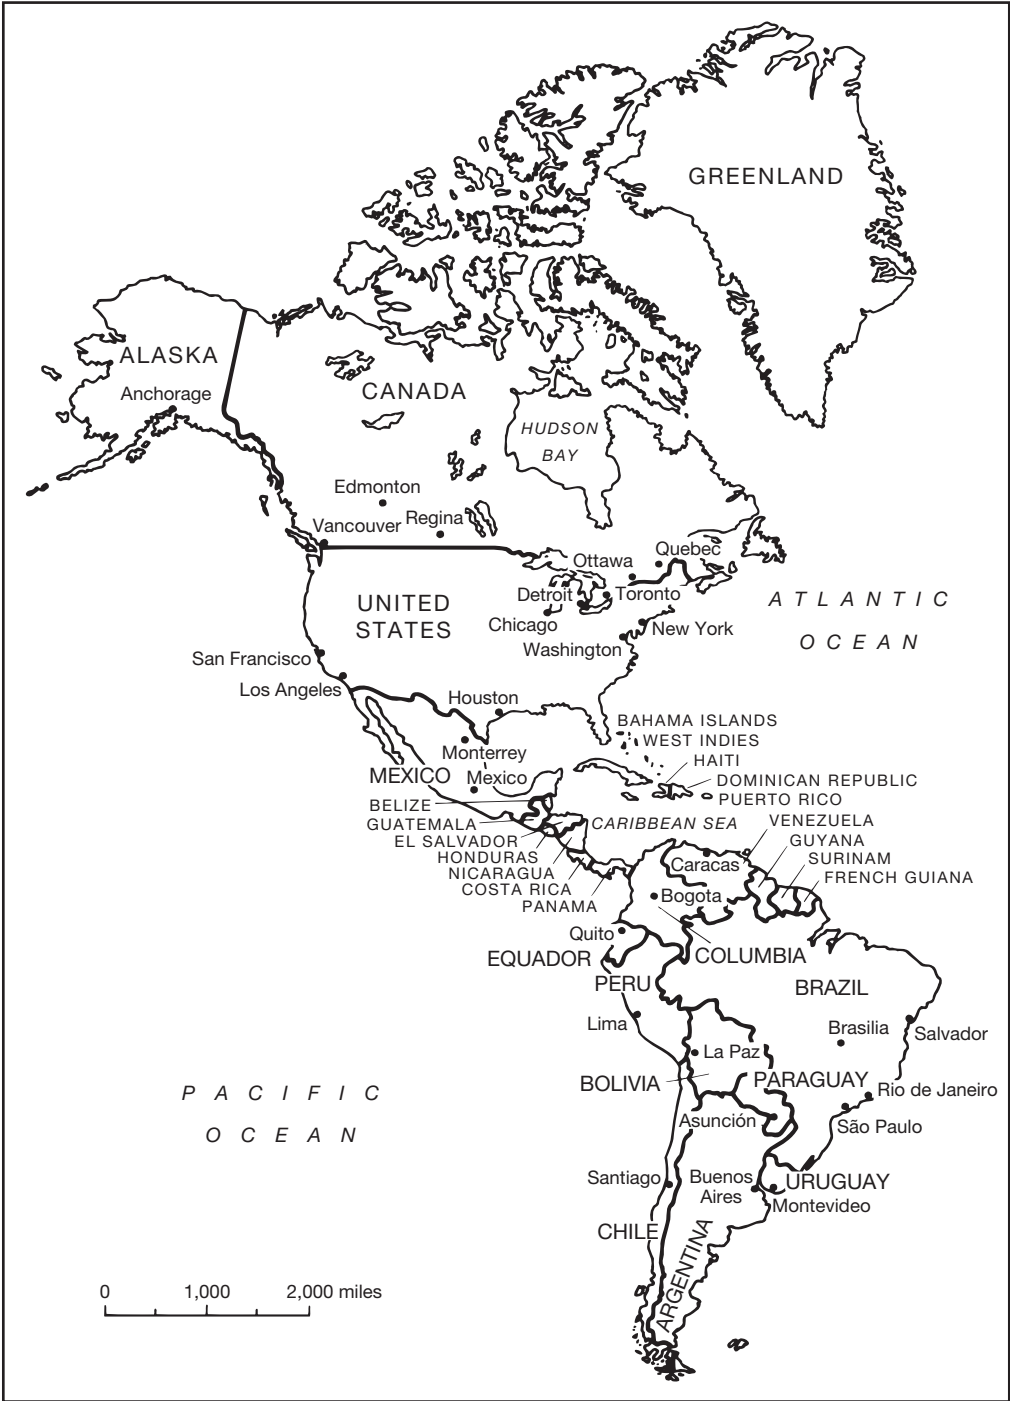 GREENLAND
ALASKA
Anchorage
CANADA
HUDSON
BAY
Edmonton
Vancouver
Regina
Ottawa
Quebec
Detroit
Toronto
Chicago
UNITED
STATES
New York
Washington
ATLANTIC
OCEAN
San Francisco
Los Angeles
Houston
Monterrey
MEXICO
Mexico
BAHAMA ISLANDS
WEST INDIES
HAITI
DOMINICAN REPUBLIC
PUERTO RICO
BELIZE
GUATEMALA
EL SALVADOR
HONDURAS
NICARAGUA
COSTA RICA
PANAMA
CARIBBEAN SEA
VENEZUELA
GUYANA
SURINAM
FRENCH GUIANA
Caracas
Bogota
Quito
EQUADOR
COLUMBIA
PERU
BRAZIL
Lima
Brasilia
Salvador
La Paz
BOLIVIA
PARAGUAY
Rio de Janeiro
Asunción
São Paulo
PACIFIC
OCEAN
Santiago
Buenos
Aires
URUGUAY
Montevideo
CHILE
ARGENTINA
0 1,000 2,000 miles